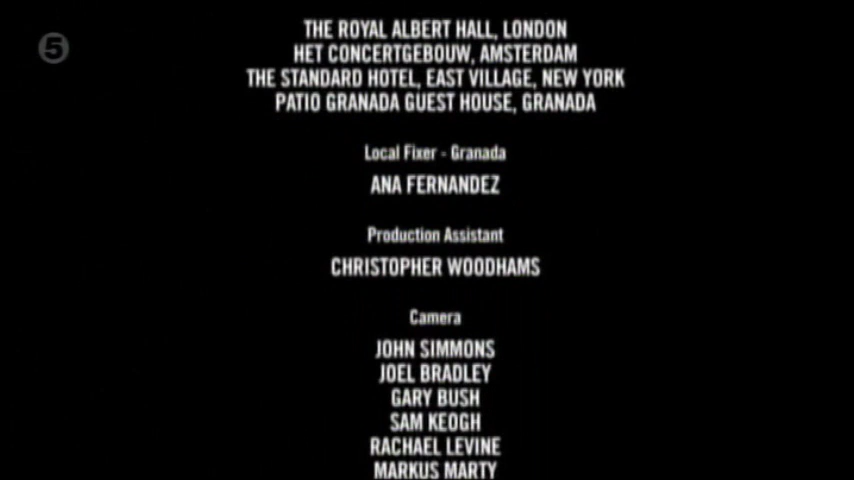 5
THE ROYAL ALBERT HALL, LONDON
HET CONCERTGEBOUW, AMSTERDAM
THE STANDARD HOTEL, EAST VILLAGE, NEW YORK
PATIO GRANADA GUEST HOUSE, GRANADA
Local Fixer - Granada
ANA FERNANDEZ
Production Assistant
CHRISTOPHER WOODHAMS
Camera
JOHN SIMMONS
JOEL BRADLEY
GARY BUSH
SAM KEOGH
RACHAEL LEVINE
MARKUS MARTY